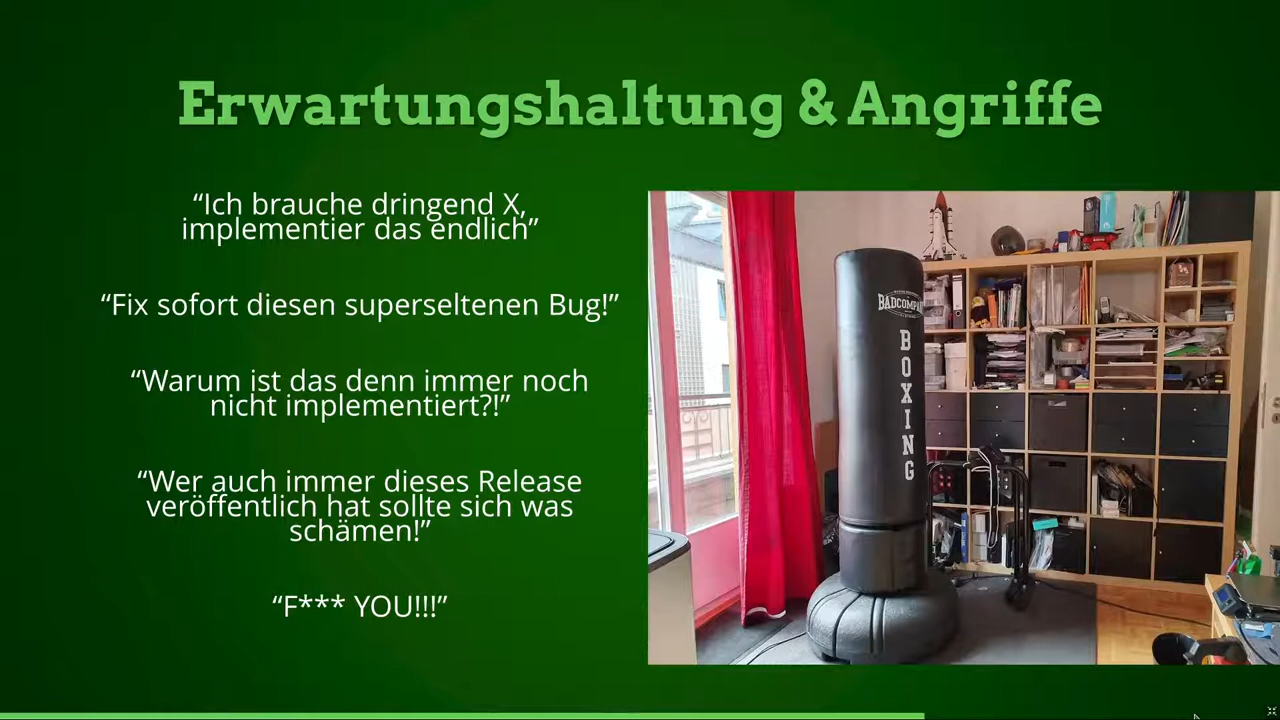 Erwartungshaltung & Angriffe
“Ich brauche dringend X,
implementier das endlich”
“Fix sofort diesen superseltenen Bug!”
“Warum ist das denn immer noch
nicht implementiert?!”
“Wer auch immer dieses Release
veröffentlich hat sollte sich was
schämen!”
“F*** YOU!!!”
BOXING